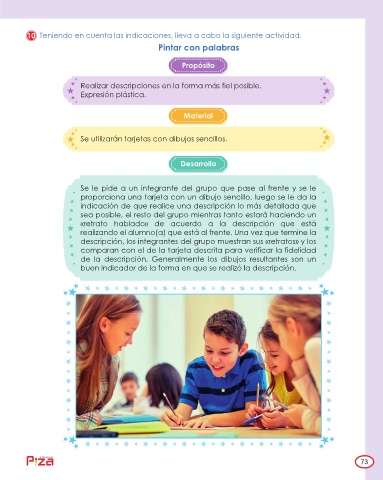 10 Teniendo en cuenta las indicaciones, lleva a cabo la siguiente actividad.
Pintar con palabras
Propósito
Realizar descripciones en la forma más fiel posible.
Expresión plástica.
Material
Se utilizarán tarjetas con dibujos sencillos.
Desarrollo
Se le pide a un integrante del grupo que pase al frente y se le
proporciona una tarjeta con un dibujo sencillo, luego se le da la
indicación de que realice una descripción lo más detallada que
sea posible, el resto del grupo mientras tanto estará haciendo un
«retrato hablado» de acuerdo a la descripción que está
realizando el alumno(a) que está al frente. Una vez que termine la
descripción, los integrantes del grupo muestran sus «retratos» y los
comparan con el de la tarjeta descrita para verificar la fidelidad
de la descripción. Generalmente los dibujos resultantes son un
buen indicador de la forma en que se realizó la descripción.
Piza
73